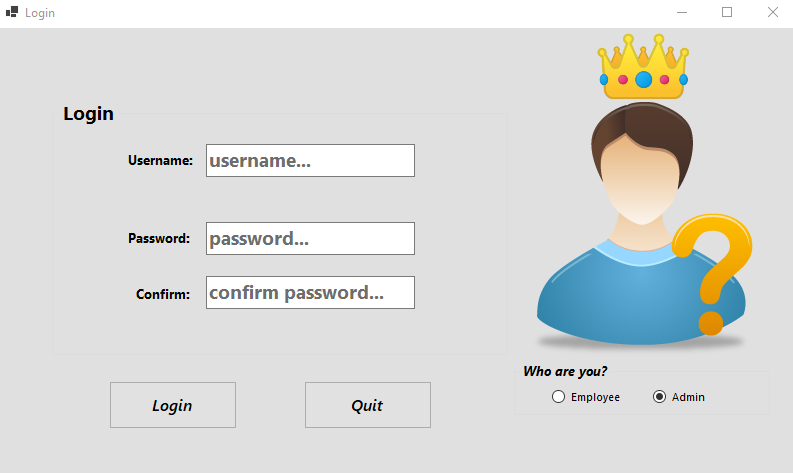 Login
Login
Username: username...
Password: password...
Confirm: confirm password...
Login Quit
Who are you?
Employee Admin